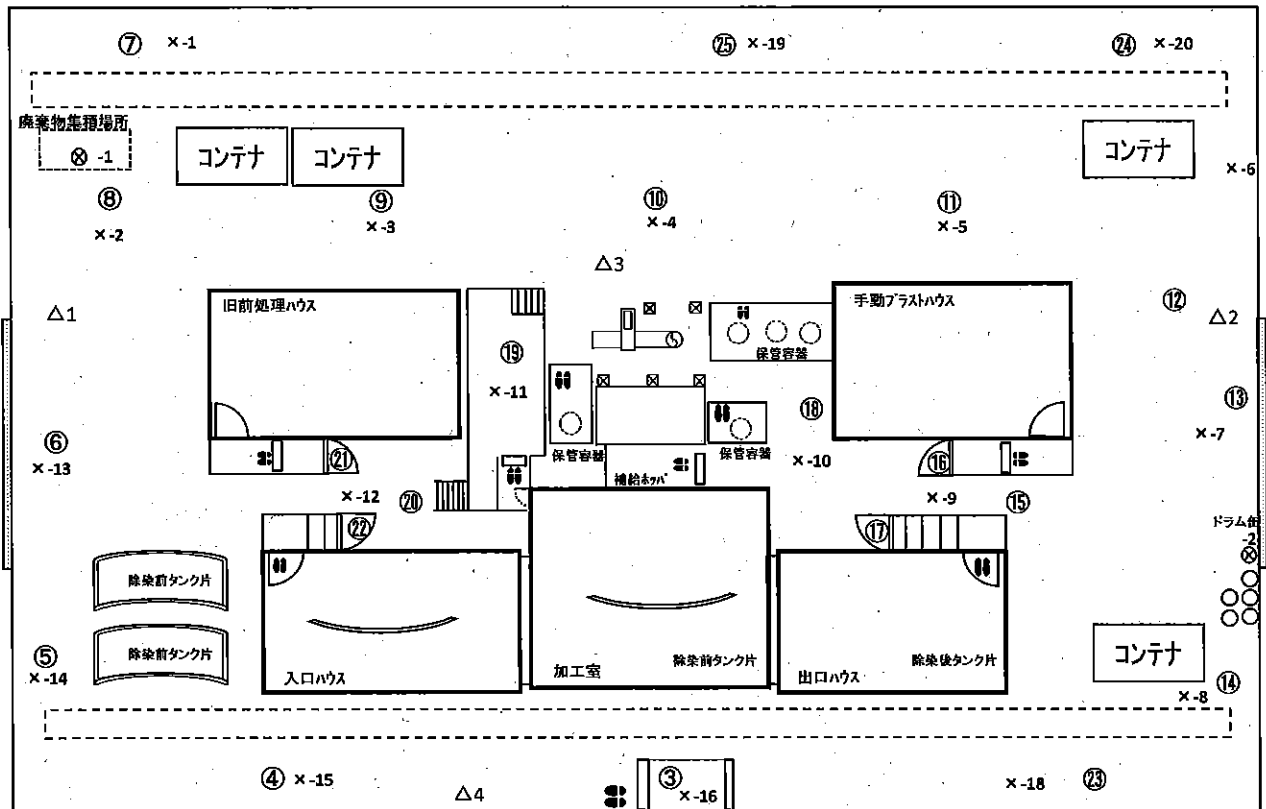 ⑦ ×-1 ㉕ ×-19 ㉔ ×-20
廃棄物集積場所
⊗ -1
コンテナ コンテナ コンテナ
×-6
⑧ ⑨ ⑩ ⑪
×-2 ×-3 ×-4 ×-5
△3
△1 旧前処理ハウス 手動ブラストハウス ⑫ △2
⑲ 保管容器
×-11 ⑱ ⑬
⑥ ×-7
×-13 ㉑ 保管容器 保管容器 ×-10 ⑯
補給ホッパ
×-12 ⑳ ×-9 ⑮
㉒ ⑰ ドラム缶
-2
⊗
除染前タンク片
除染前タンク片
⑤ コンテナ
×-14 入口ハウス 加工室 除染前タンク片 出口ハウス 除染後タンク片 ⑭
×-8
④ ×-15 △4 ③ ×-16 ×-18 ㉓